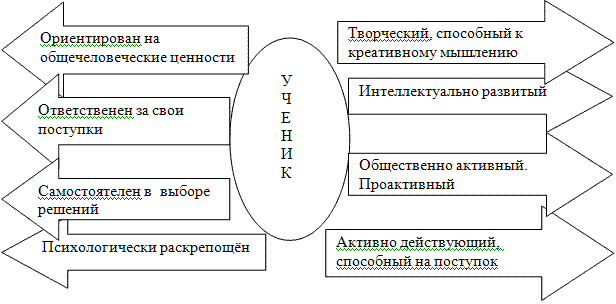 Ориентирован на
общечеловеческие ценности
Ответственен за свои
поступки
Самостоятелен в выборе
решений
Психологически раскрепощён
УЧЕНИК
Творческий, способный к
креативному мышлению
Интеллектуально развитый
Общественно активный.
Проактивный
Активно действующий,
способный на поступок